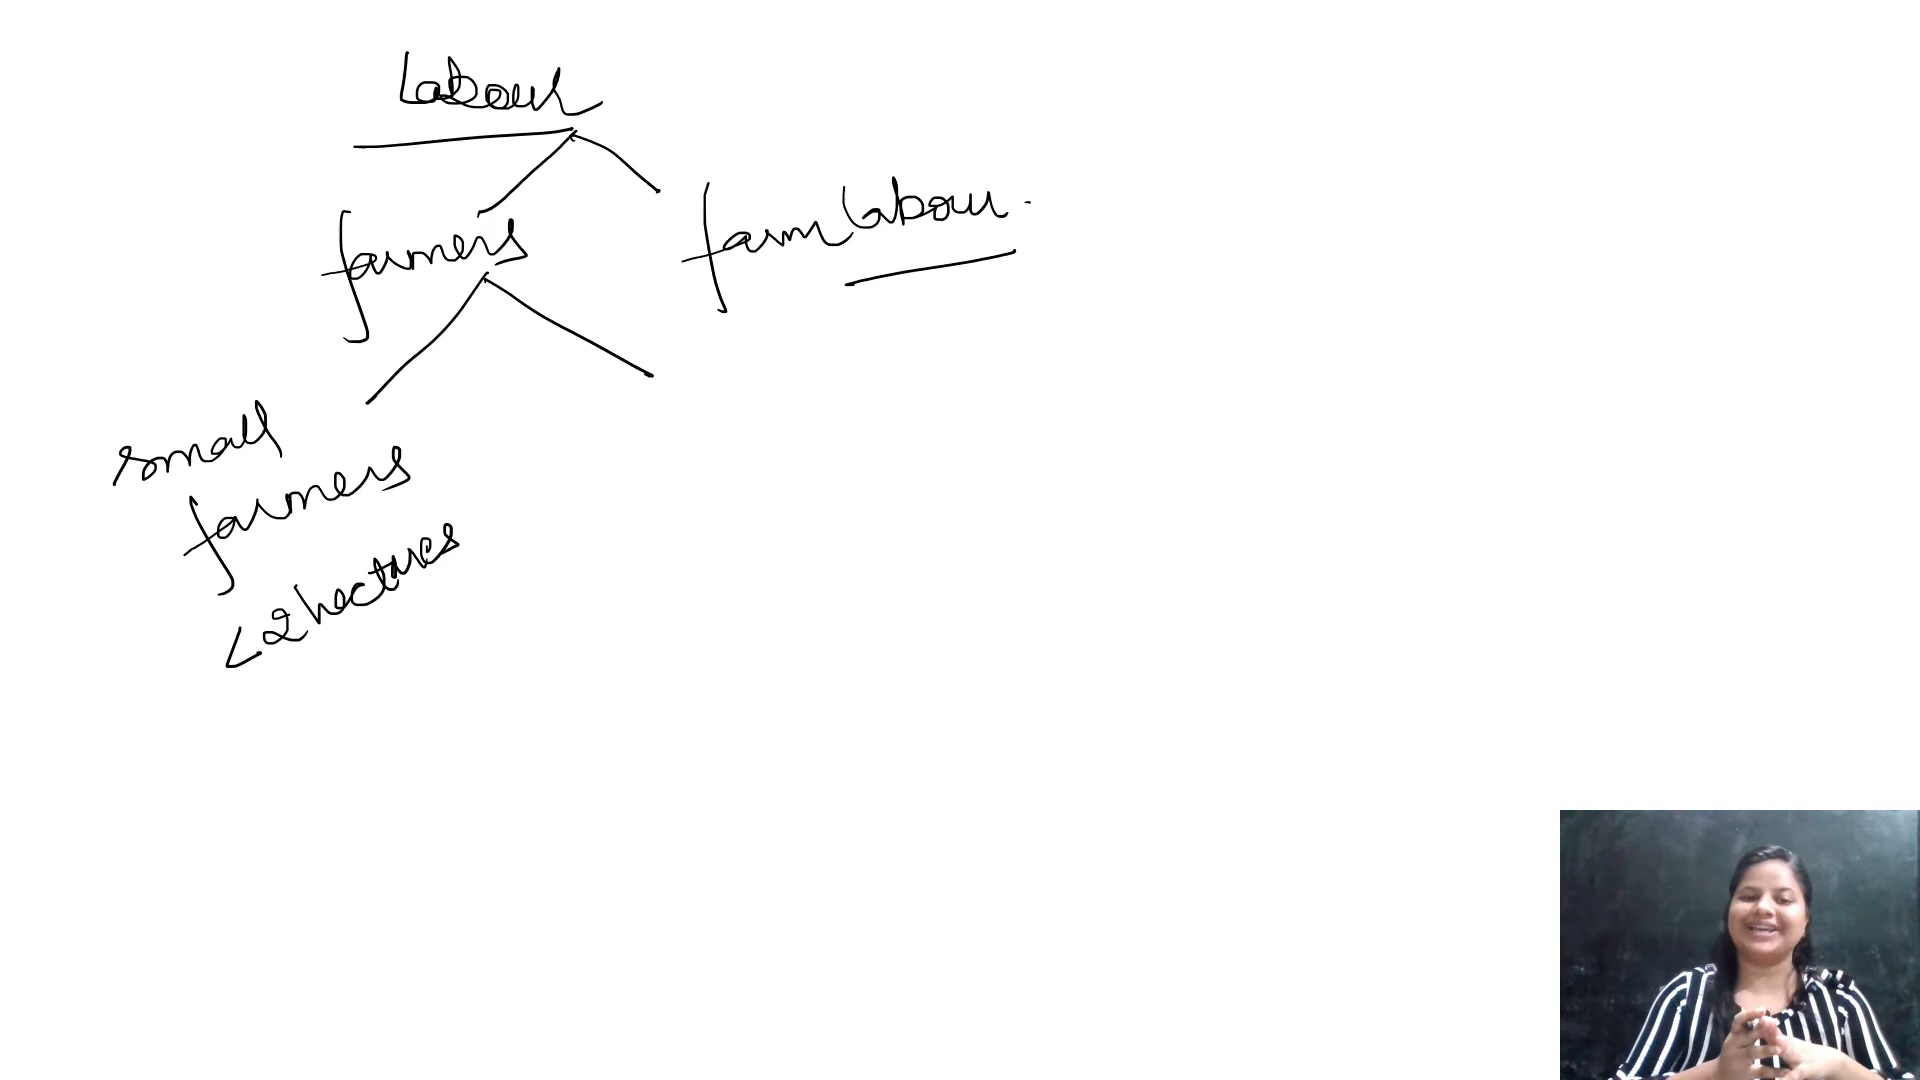 Labour
farmers
farm labour.
small
farmers
<2 hectares